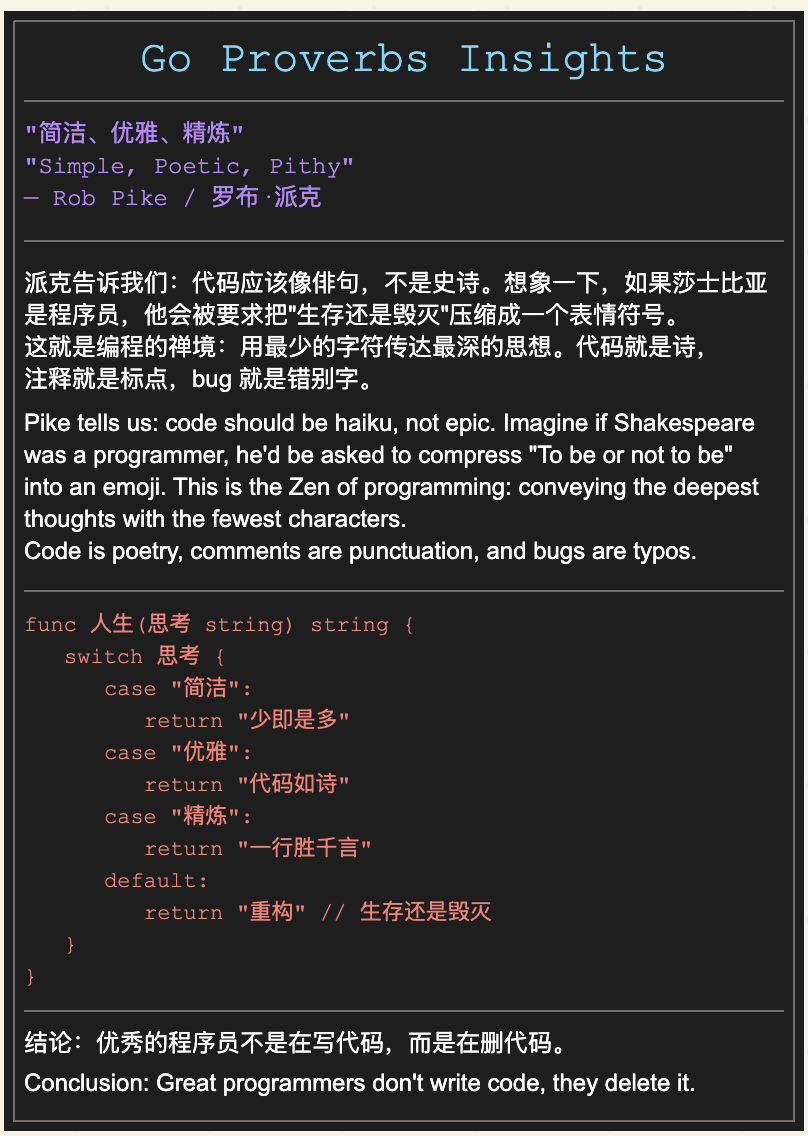 Go Proverbs Insights
"简洁、优雅、精炼"
"Simple, Poetic, Pithy"
— Rob Pike / 罗布·派克
派克告诉我们：代码应该像俳句，不是史诗。想象一下，如果莎士比亚
是程序员，他会被要求把"生存还是毁灭"压缩成一个表情符号。
这就是编程的禅境：用最少的字符传达最深的思想。代码就是诗，
注释就是标点，bug 就是错别字。
Pike tells us: code should be haiku, not epic. Imagine if Shakespeare
was a programmer, he'd be asked to compress "To be or not to be"
into an emoji. This is the Zen of programming: conveying the deepest
thoughts with the fewest characters.
Code is poetry, comments are punctuation, and bugs are typos.
func 人生(思考 string) string {
   switch 思考 {
      case "简洁":
         return "少即是多"
      case "优雅":
         return "代码如诗"
      case "精炼":
         return "一行胜千言"
      default:
         return "重构" // 生存还是毁灭
   }
}
结论：优秀的程序员不是在写代码，而是在删代码。
Conclusion: Great programmers don't write code, they delete it.